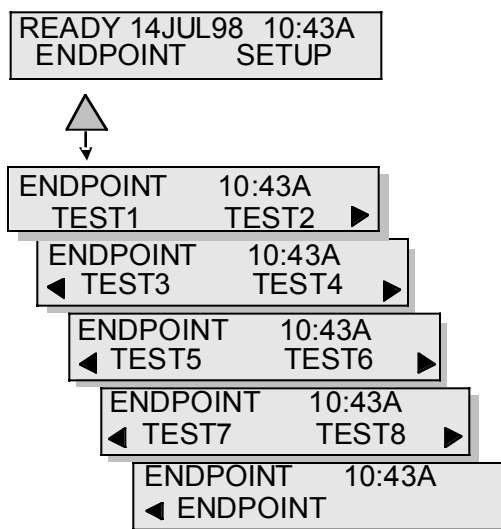 READY 14JUL98 10:43A
ENDPOINT SETUP
ENDPOINT 10:43A
TEST1 TEST2
ENDPOINT 10:43A
TEST3 TEST4
ENDPOINT 10:43A
TEST5 TEST6
ENDPOINT 10:43A
TEST7 TEST8
ENDPOINT 10:43A
ENDPOINT